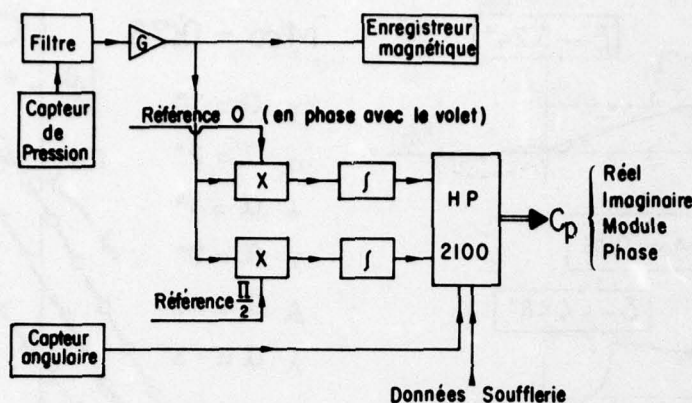 Filtre
G
Enregistreur
magnétique
Capteur
de
Pression
Référence O (en phase avec le volet)
X
∫
HP
2100
Cp
Réel
Imaginaire
Module
Phase
X
∫
Référence Π/2
Capteur
angulaire
Données Soufflerie